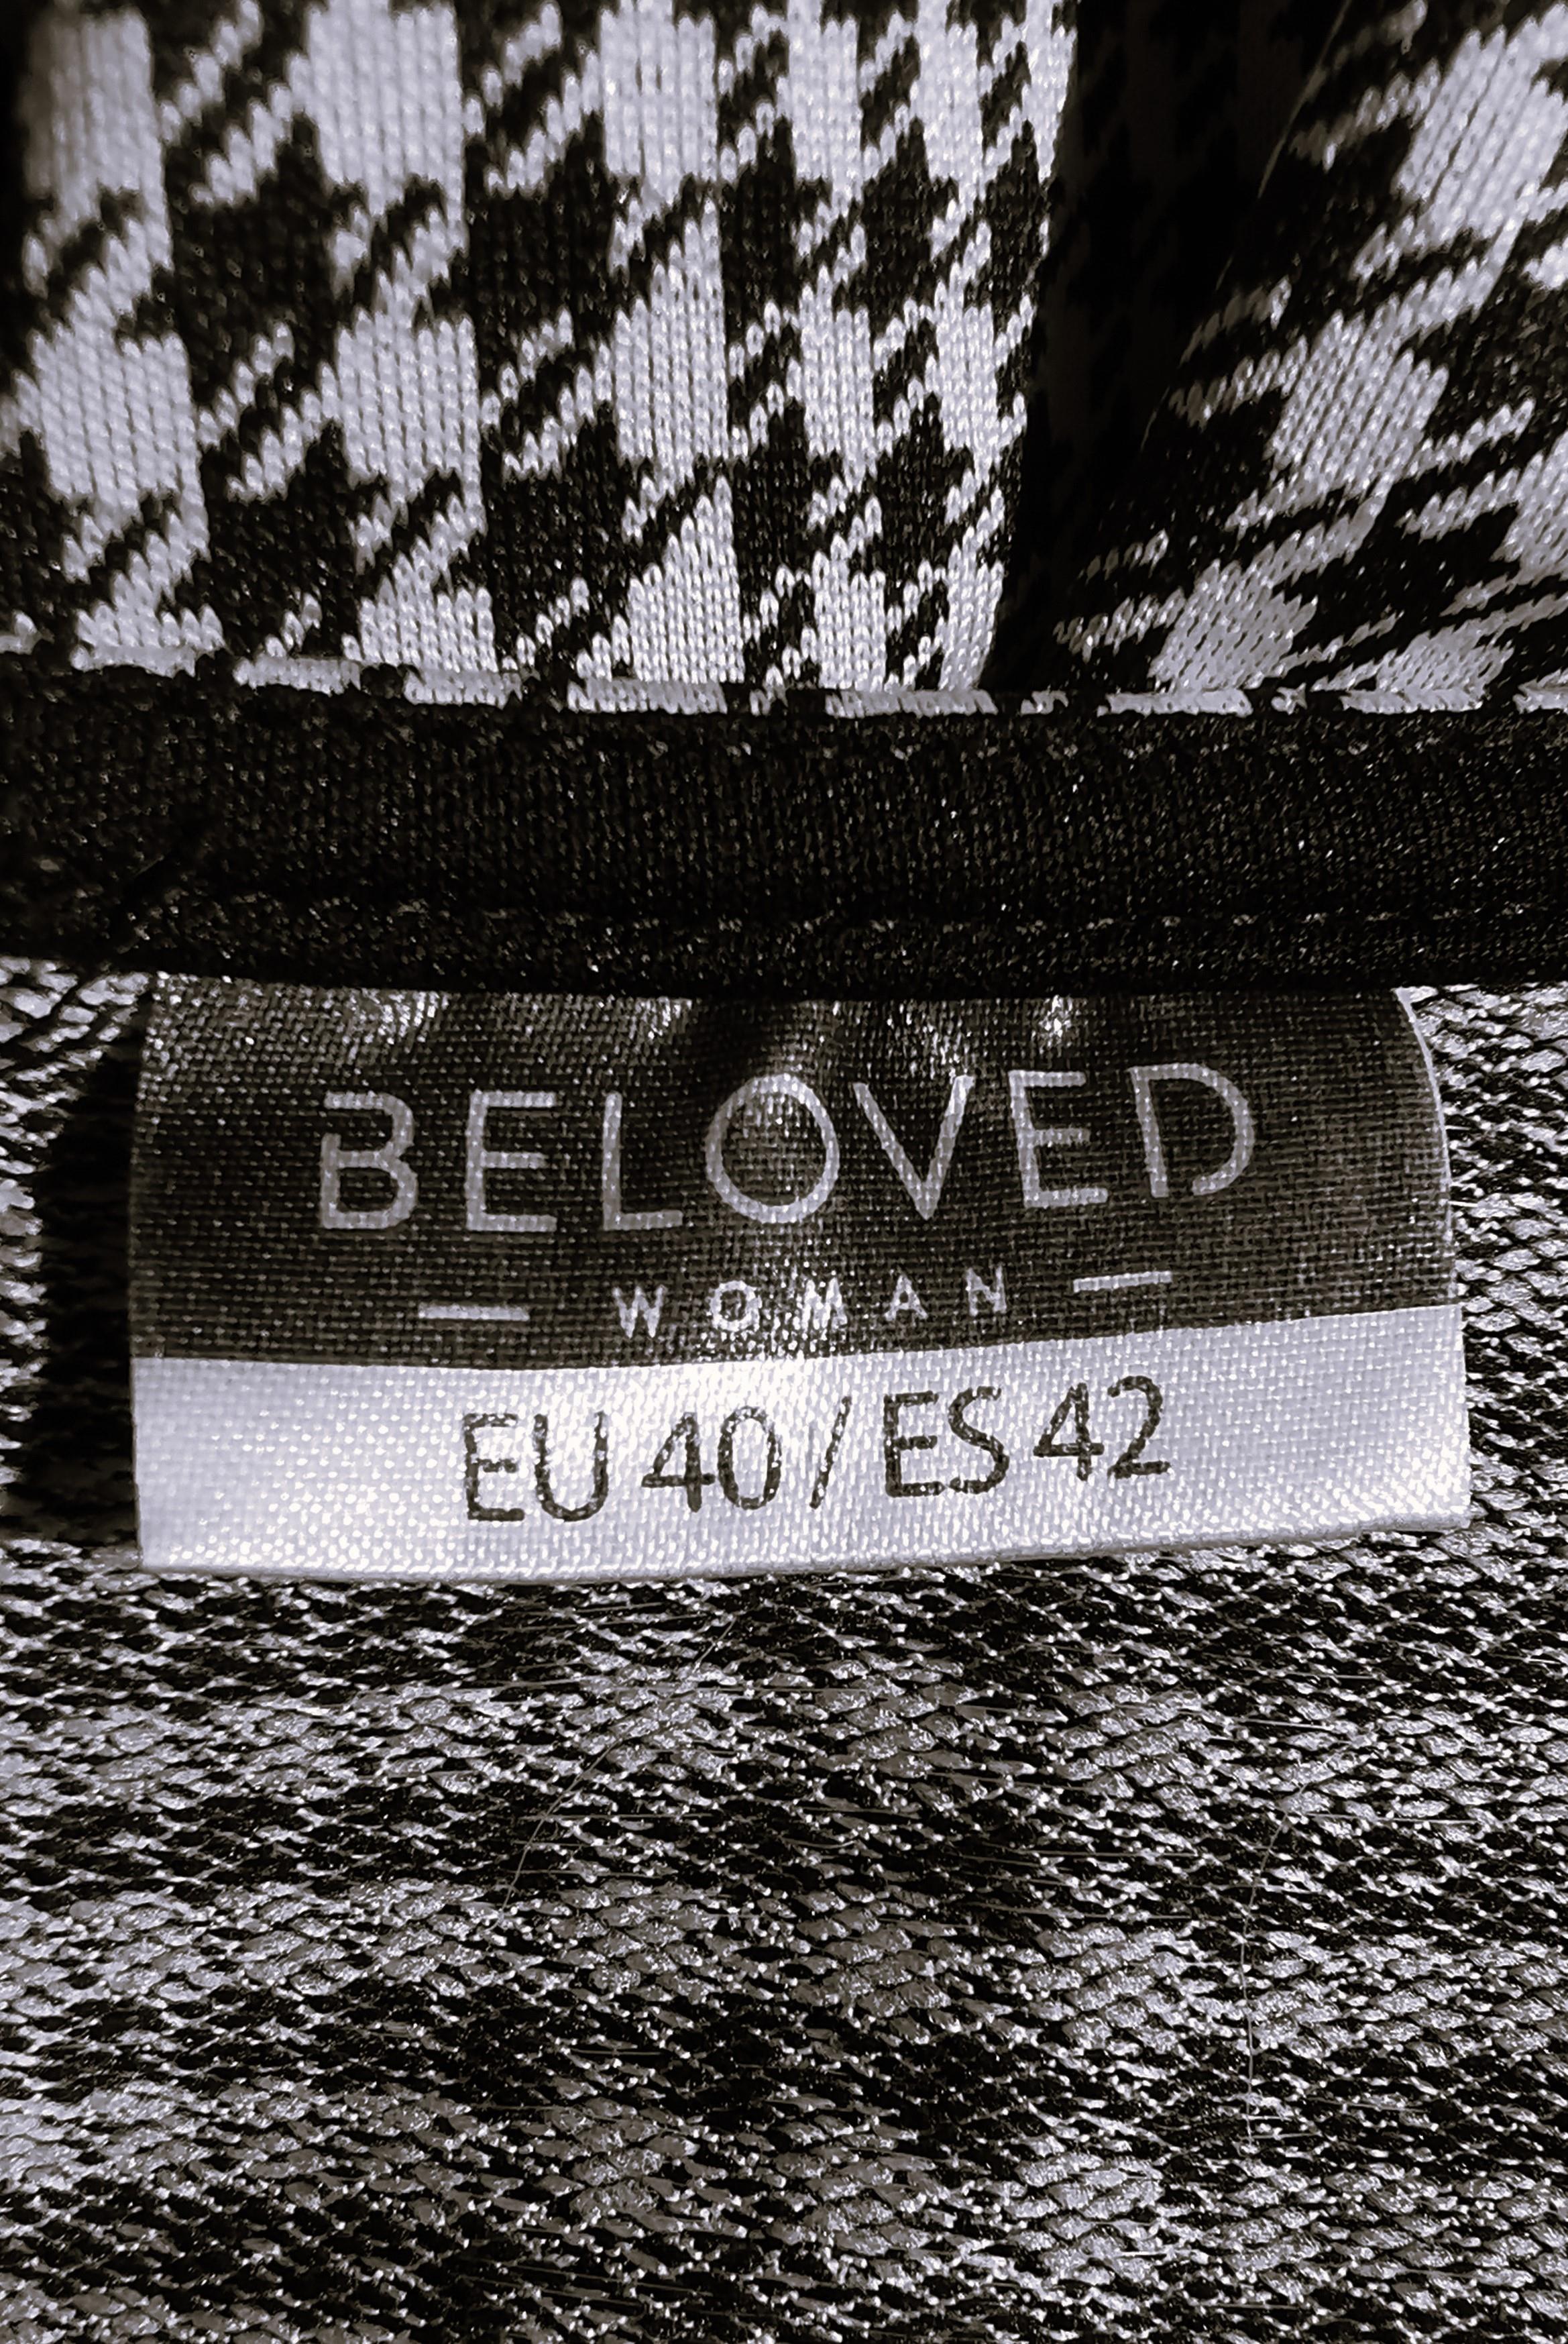 BELOVED
— WOMAN —
EU 40 / ES 42